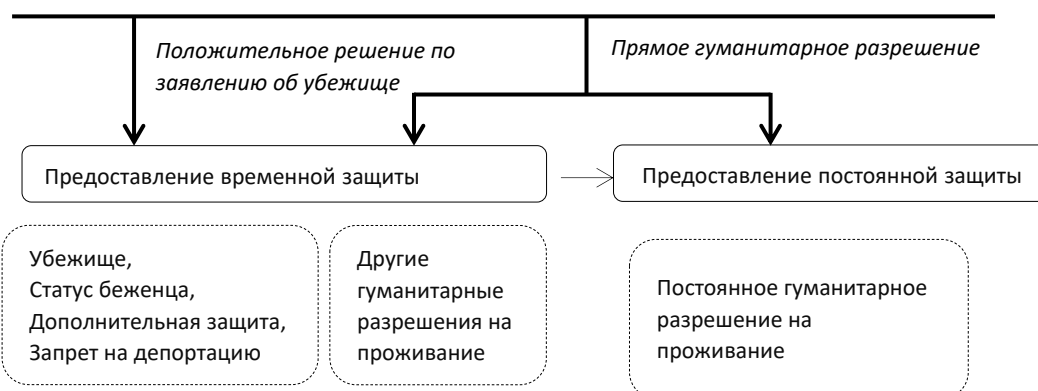 Положительное решение по
заявлению об убежище
Прямое гуманитарное разрешение
Предоставление временной защиты
Предоставление постоянной защиты
Убежище,
Статус беженца,
Дополнительная защита,
Запрет на депортацию
Другие
гуманитарные
разрешения на
проживание
Постоянное гуманитарное
разрешение на
проживание